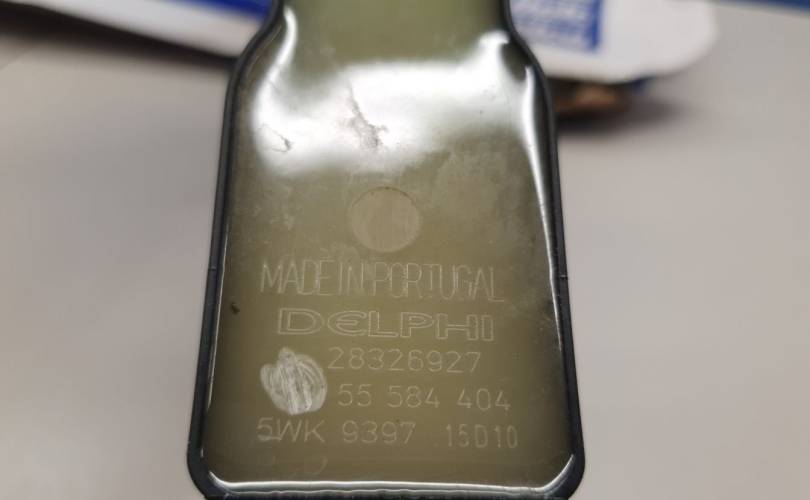 MADE IN PORTUGAL
DELPHI
28326927
55 584 404
5WK 9397 15D10